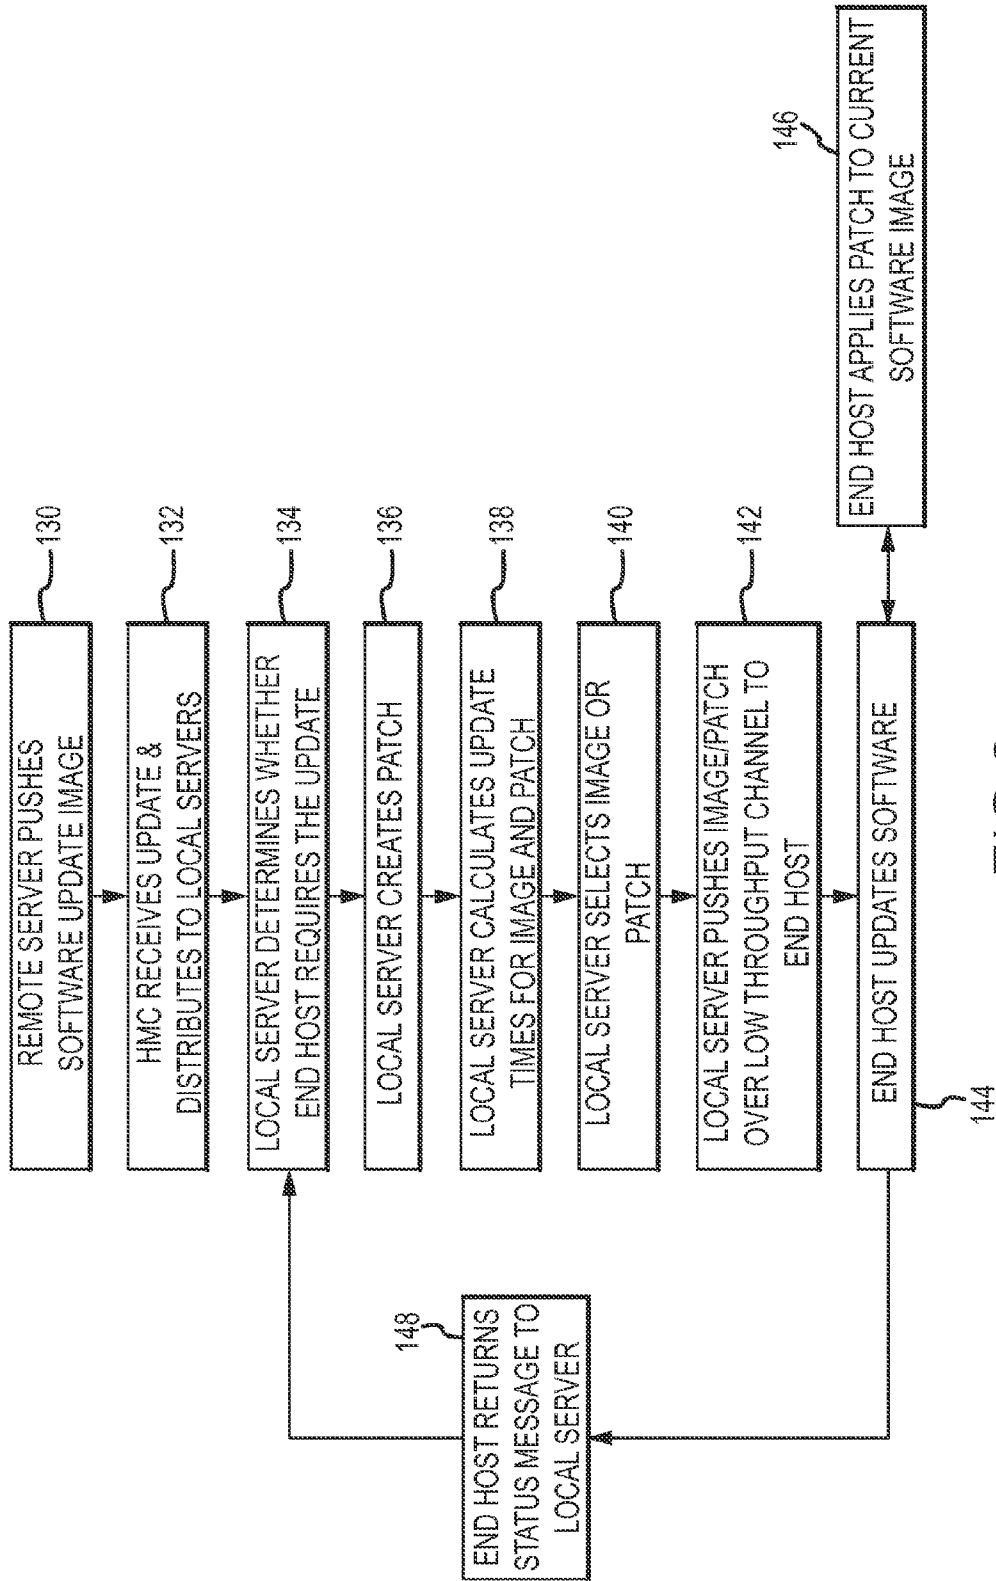 REMOTE SERVER PUSHES
SOFTWARE UPDATE IMAGE
130
HMC RECEIVES UPDATE &
DISTRIBUTES TO LOCAL SERVERS
132
LOCAL SERVER DETERMINES WHETHER
END HOST REQUIRES THE UPDATE
134
LOCAL SERVER CREATES PATCH
136
LOCAL SERVER CALCULATES UPDATE
TIMES FOR IMAGE AND PATCH
138
LOCAL SERVER SELECTS IMAGE OR
PATCH
140
LOCAL SERVER PUSHES IMAGE/PATCH
OVER LOW THROUGHPUT CHANNEL TO
END HOST
142
END HOST UPDATES SOFTWARE
144
END HOST APPLIES PATCH TO CURRENT
SOFTWARE IMAGE
146
END HOST RETURNS
STATUS MESSAGE TO
LOCAL SERVER
148